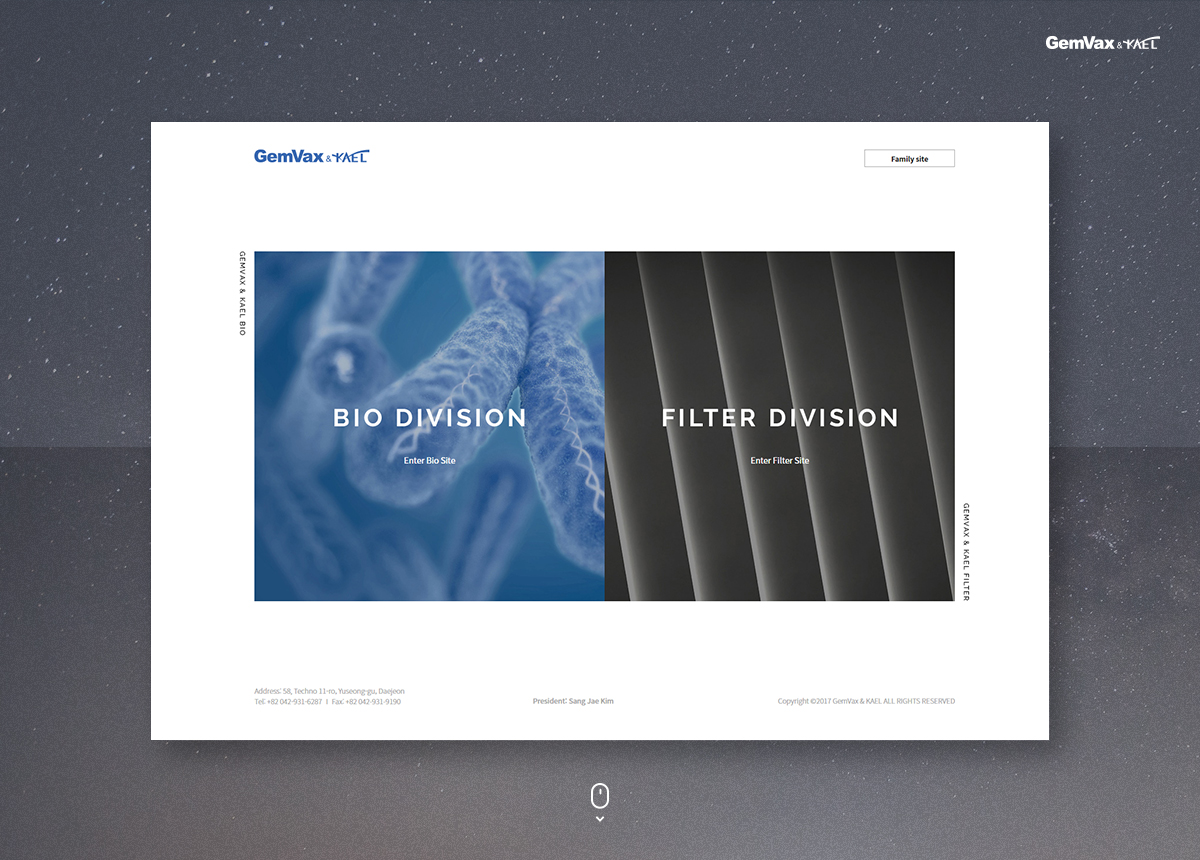 GemVax & KAEL
GemVax & KAEL
Family site
GEMVAX & KAEL BIO
BIO DIVISION
Enter Bio Site
FILTER DIVISION
Enter Filter Site
GEMVAX & KAEL FILTER
Address: 58, Techno 11-ro, Yuseong-gu, Daejeon
Tel: +82 042-931-6287 I Fax: +82 042-931-9190
President: Sang Jae Kim
Copyright ©2017 GemVax & KAEL ALL RIGHTS RESERVED